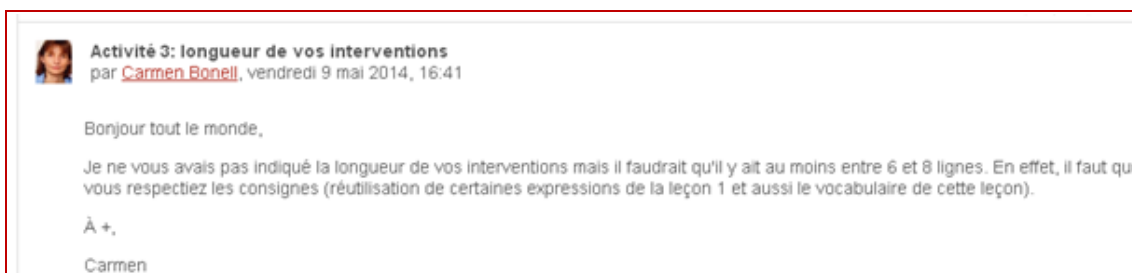 Activité 3: longueur de vos interventions
par Carmen Bonell, vendredi 9 mai 2014, 16:41
Bonjour tout le monde,
Je ne vous avais pas indiqué la longueur de vos interventions mais il faudrait qu'il y ait au moins entre 6 et 8 lignes. En effet, il faut qu
vous respectiez les consignes (réutilisation de certaines expressions de la leçon 1 et aussi le vocabulaire de cette leçon).
À +,
Carmen